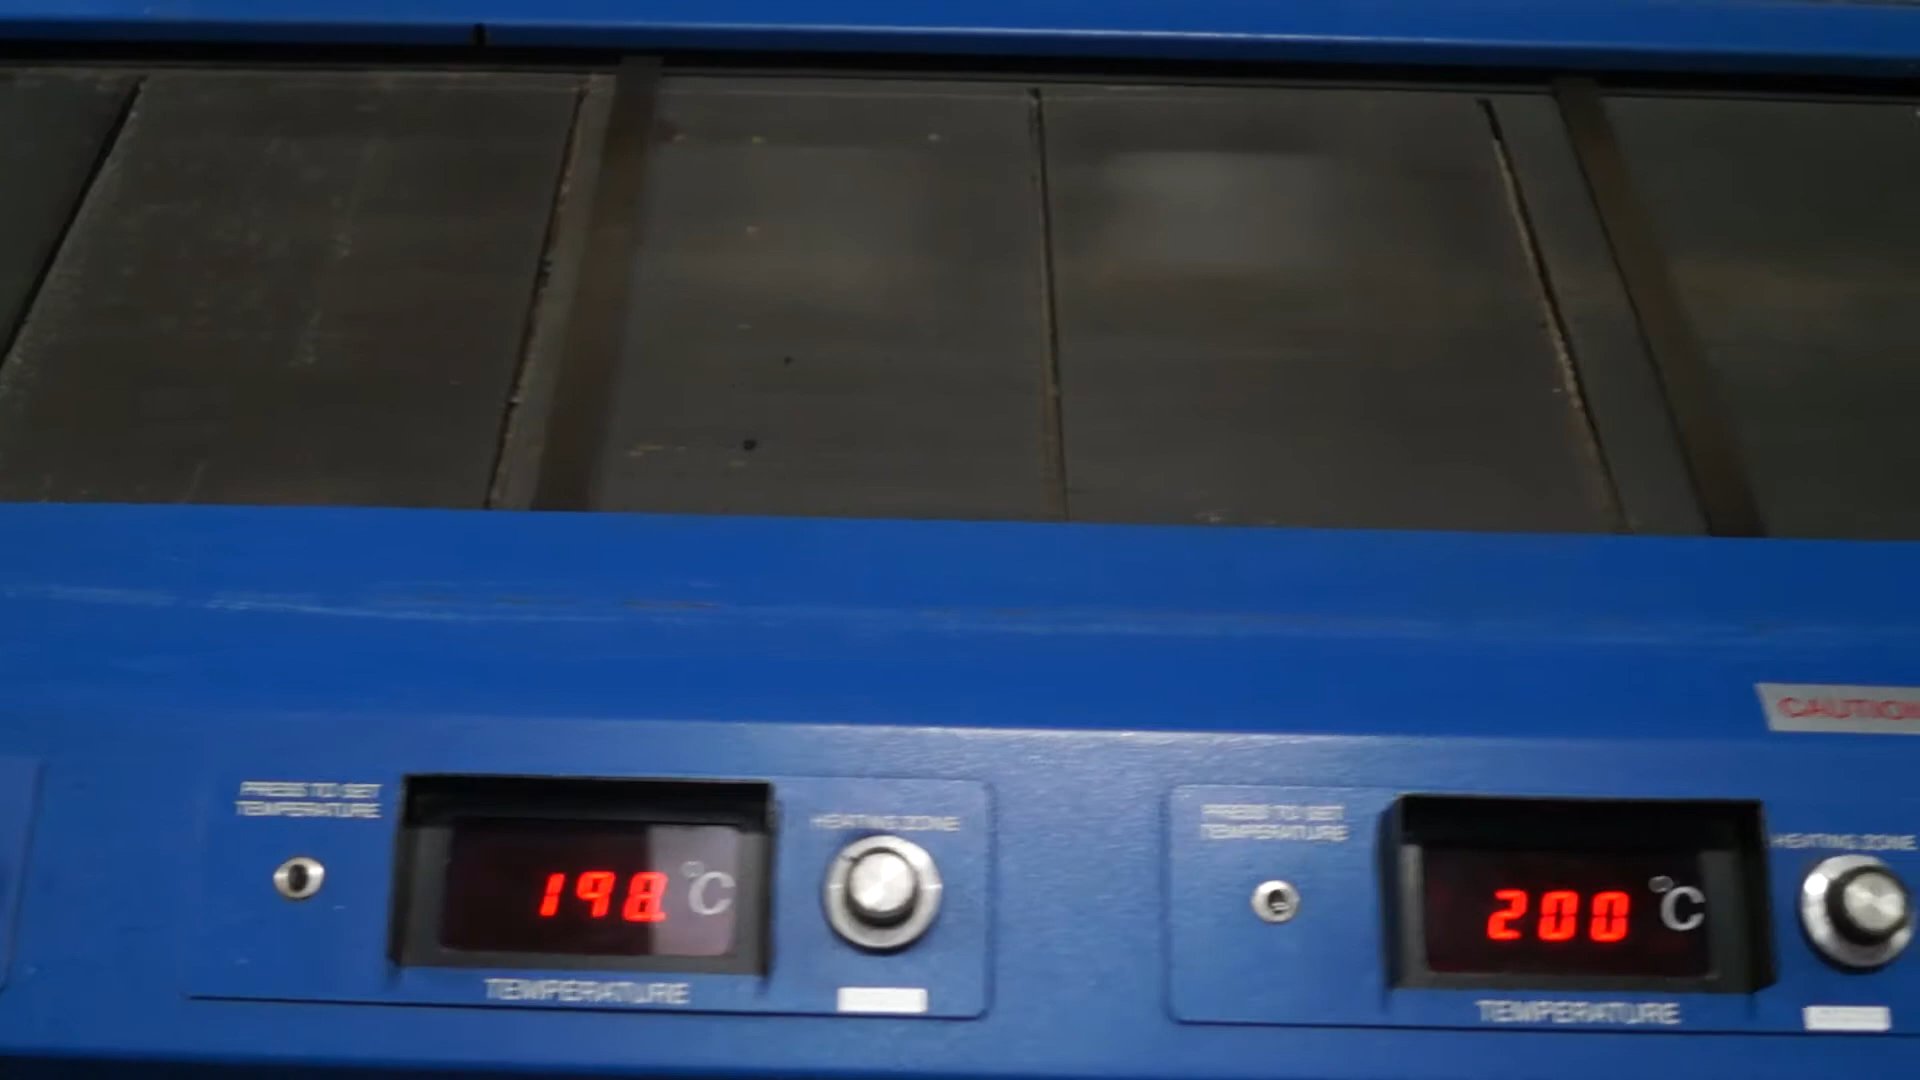 CAUTION
PRESS TO SET
TEMPERATURE
198.
°C
HEATING ZONE
TEMPERATURE
PRESS TO SET
TEMPERATURE
200
°C
HEATING ZONE
TEMPERATURE